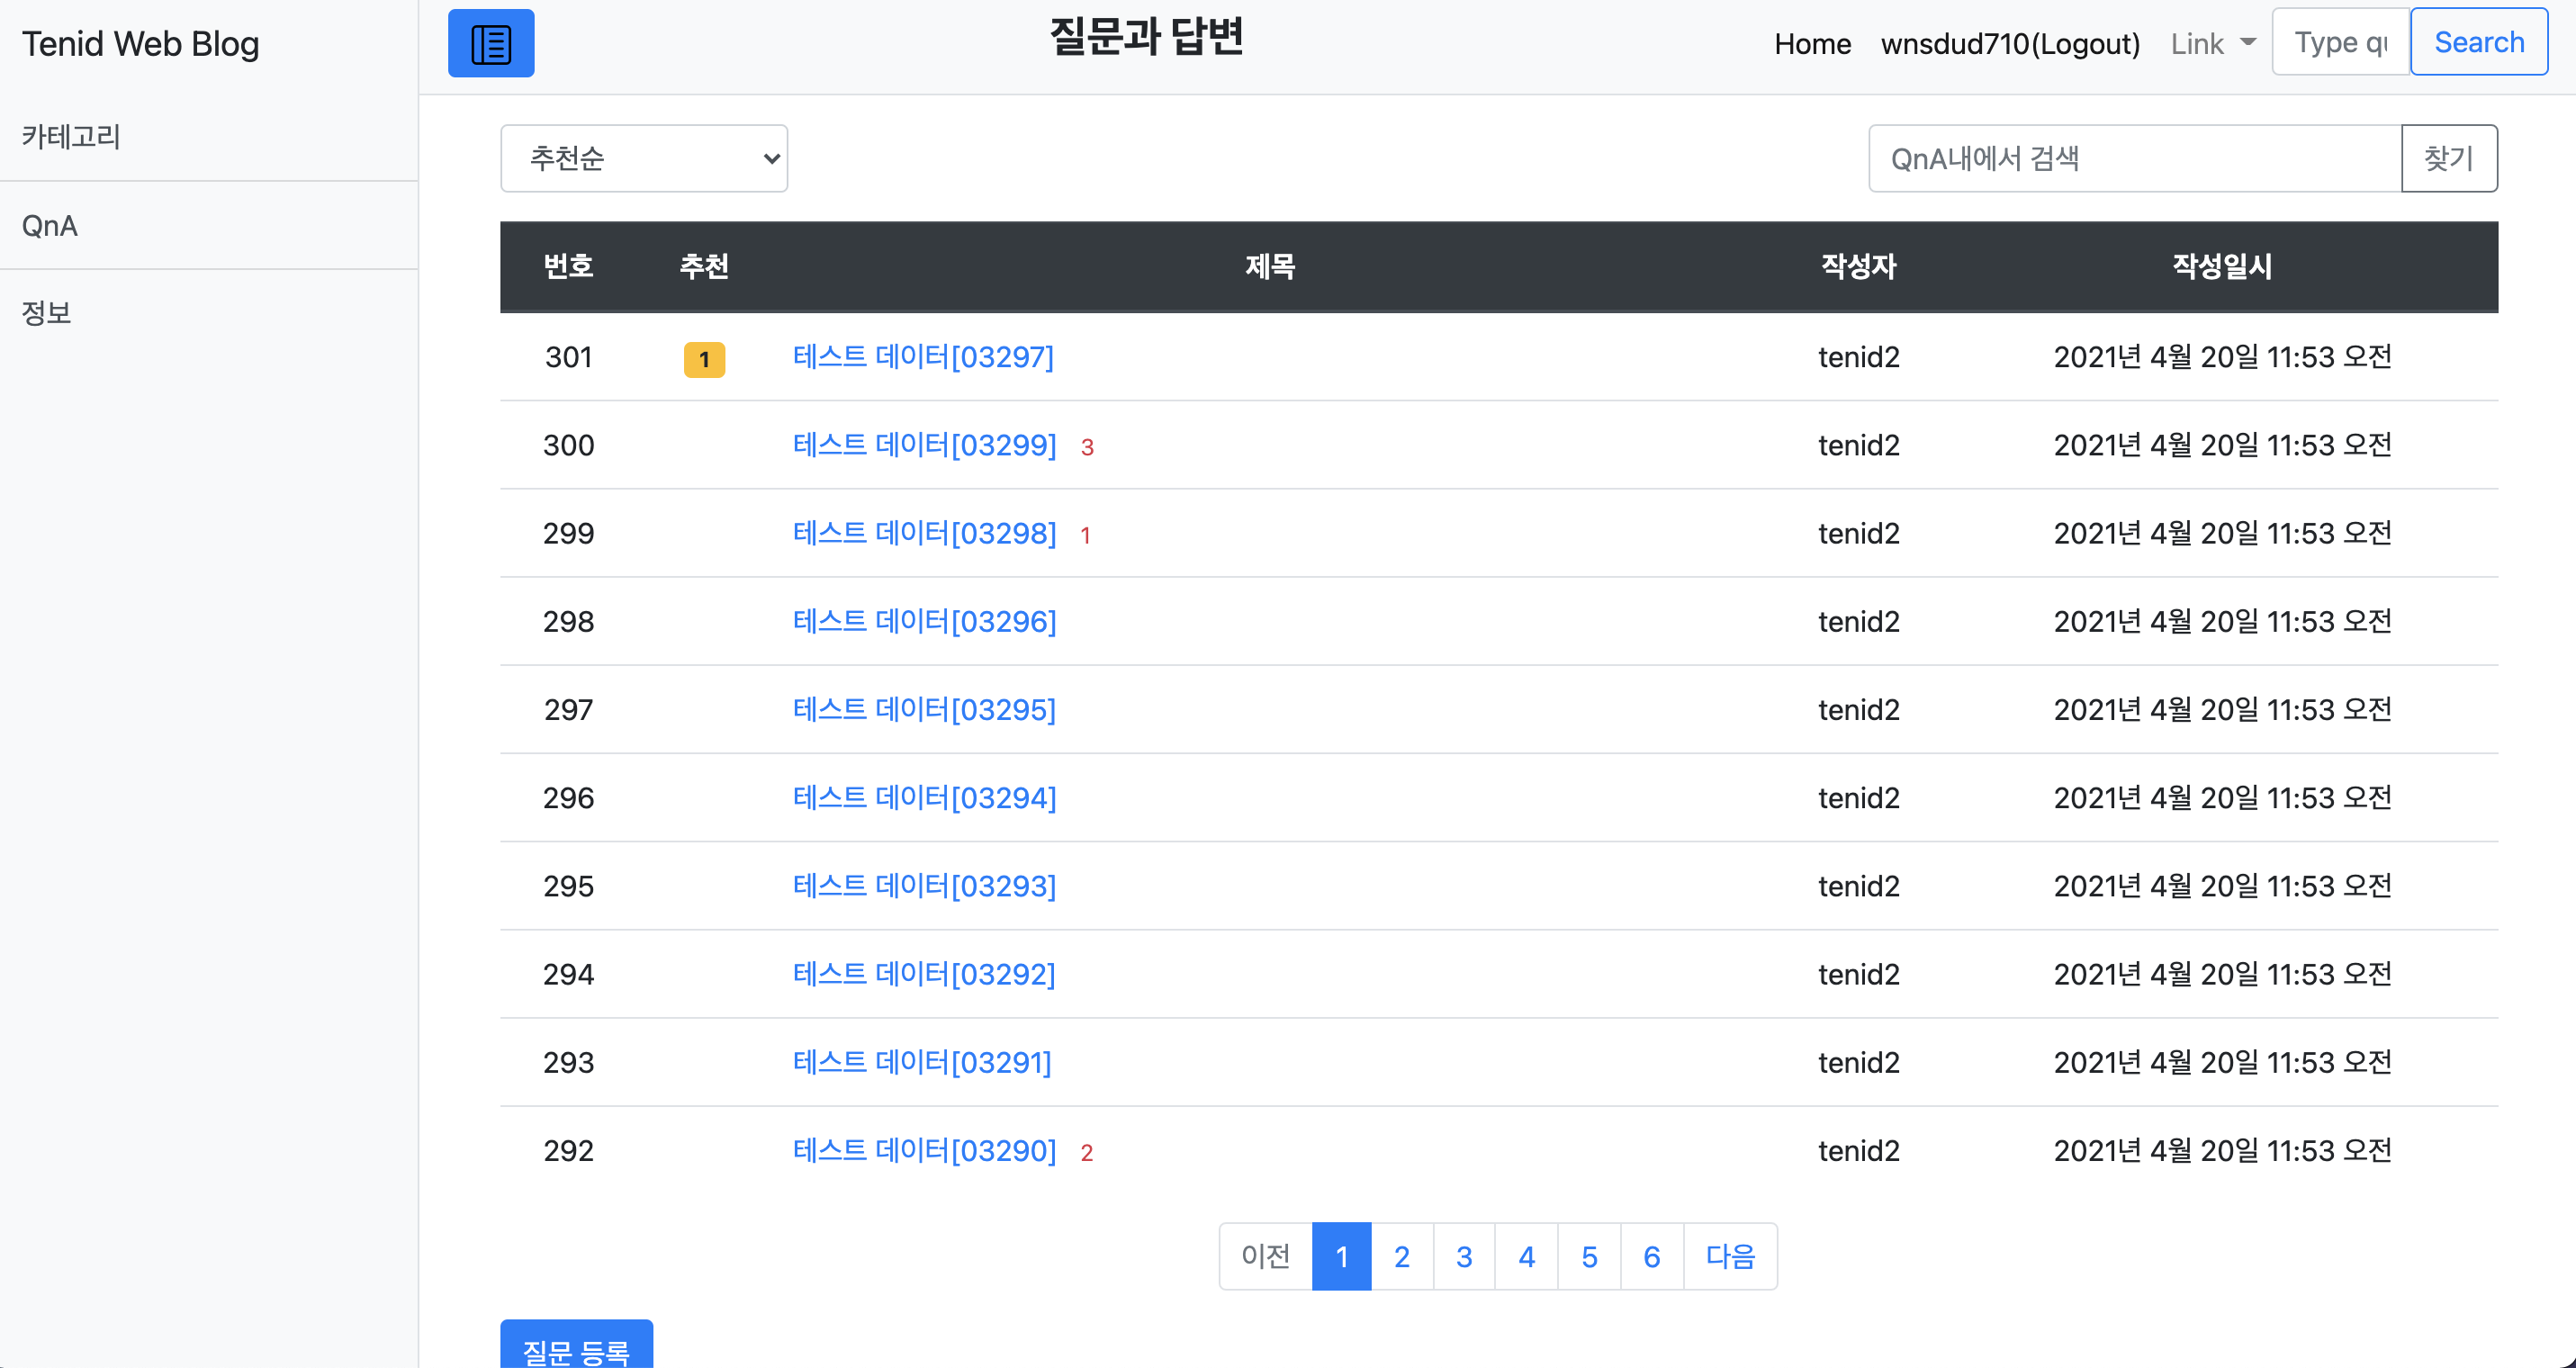 Tenid Web Blog
질문과 답변
Home wnsdud710(Logout) Link Type qu Search
카테고리
QnA
정보
추천순
QnA내에서 검색 찾기
번호 추천 제목 작성자 작성일시
301 1 테스트 데이터[03297] tenid2 2021년 4월 20일 11:53 오전
300 테스트 데이터[03299] 3 tenid2 2021년 4월 20일 11:53 오전
299 테스트 데이터[03298] 1 tenid2 2021년 4월 20일 11:53 오전
298 테스트 데이터[03296] tenid2 2021년 4월 20일 11:53 오전
297 테스트 데이터[03295] tenid2 2021년 4월 20일 11:53 오전
296 테스트 데이터[03294] tenid2 2021년 4월 20일 11:53 오전
295 테스트 데이터[03293] tenid2 2021년 4월 20일 11:53 오전
294 테스트 데이터[03292] tenid2 2021년 4월 20일 11:53 오전
293 테스트 데이터[03291] tenid2 2021년 4월 20일 11:53 오전
292 테스트 데이터[03290] 2 tenid2 2021년 4월 20일 11:53 오전
이전 1 2 3 4 5 6 다음
질문 등록